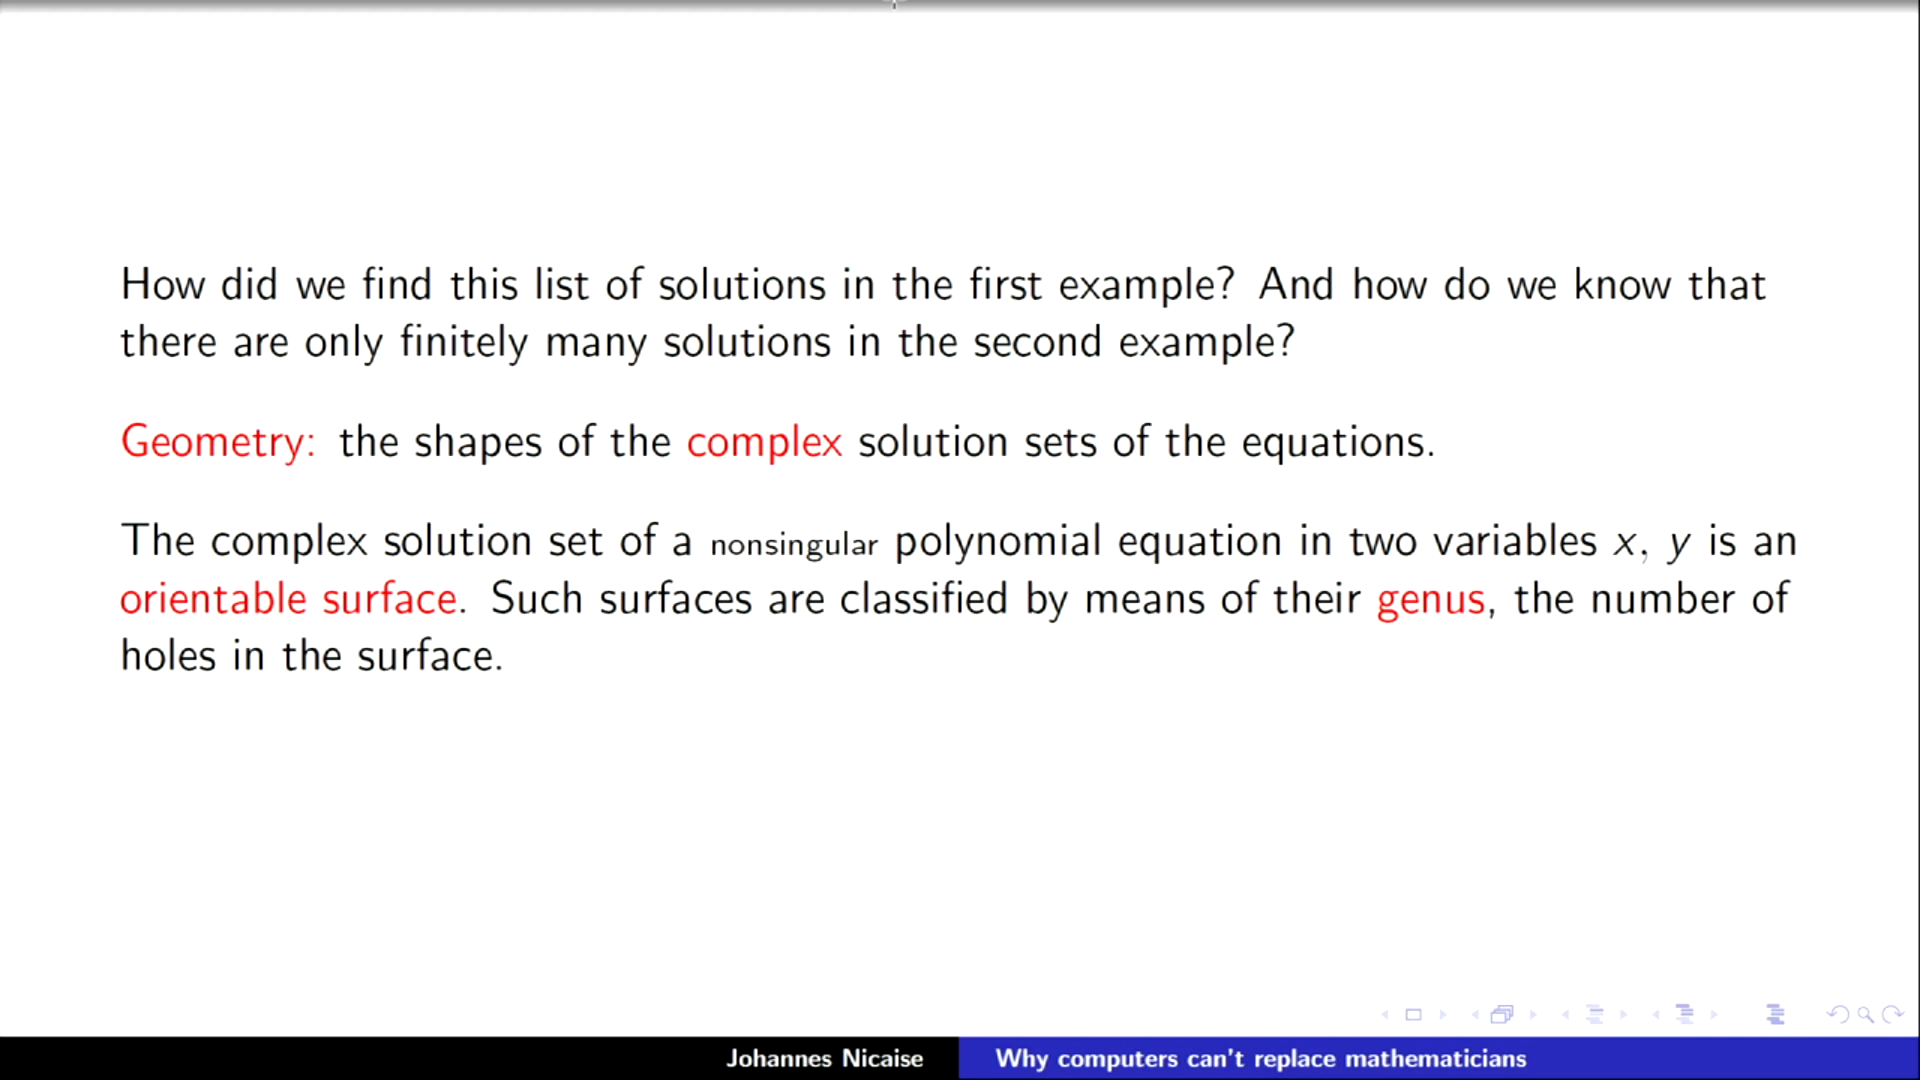 How did we find this list of solutions in the first example? And how do we know that
there are only finitely many solutions in the second example?
Geometry: the shapes of the complex solution sets of the equations.
The complex solution set of a nonsingular polynomial equation in two variables x, y is an
orientable surface. Such surfaces are classified by means of their genus, the number of
holes in the surface.
Johannes Nicaise
Why computers can't replace mathematicians